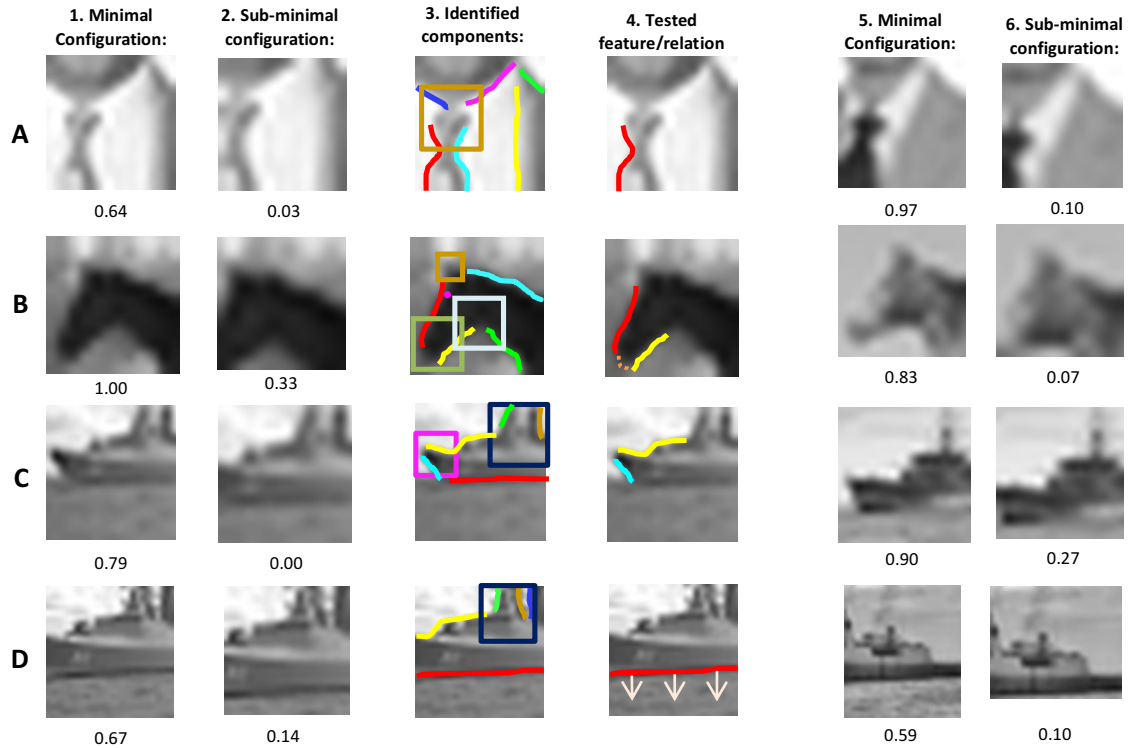 1. Minimal
Configuration:
2. Sub-minimal
configuration:
3. Identified
components:
4. Tested
feature/relation
5. Minimal
Configuration:
6. Sub-minimal
configuration:
A
0.64
0.03
0.97
0.10
B
1.00
0.33
0.83
0.07
C
0.79
0.00
0.90
0.27
D
0.67
0.14
0.59
0.10